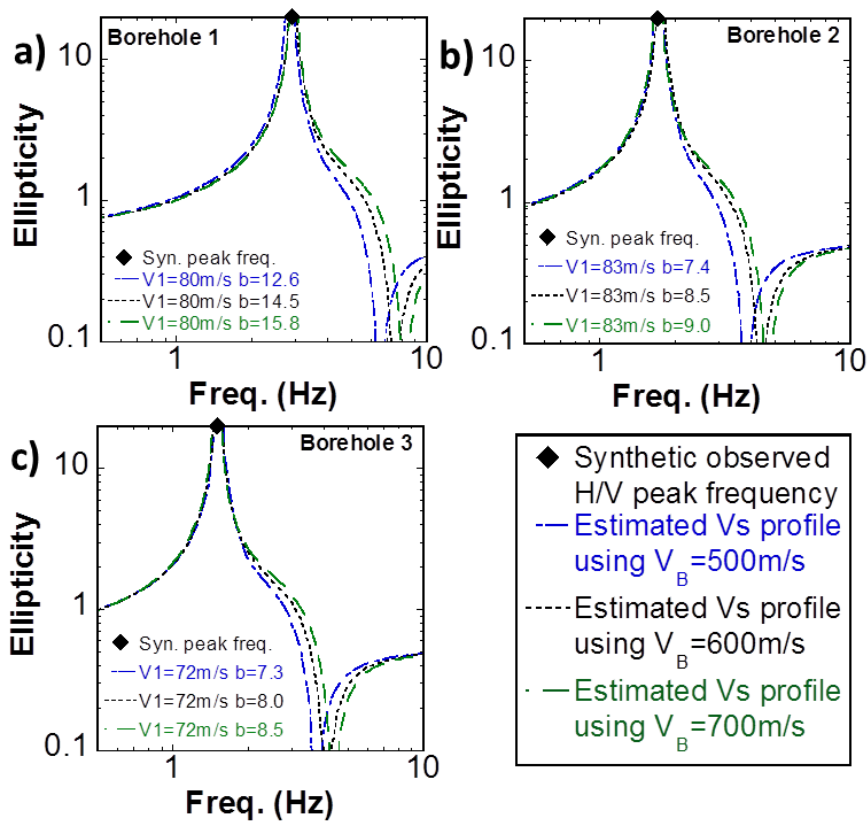 a)
Borehole 1
10
1
0.1
Ellipticity
Syn. peak freq.
V1=80m/s b=12.6
V1=80m/s b=14.5
V1=80m/s b=15.8
1
10
Freq. (Hz)
b)
Borehole 2
10
1
0.1
Ellipticity
Syn. peak freq.
V1=83m/s b=7.4
V1=83m/s b=8.5
V1=83m/s b=9.0
1
10
Freq. (Hz)
c)
Borehole 3
10
1
0.1
Ellipticity
Syn. peak freq.
V1=72m/s b=7.3
V1=72m/s b=8.0
V1=72m/s b=8.5
1
10
Freq. (Hz)
Synthetic observed
H/V peak frequency
Estimated Vs profile
using V_B=500m/s
Estimated Vs profile
using V_B=600m/s
Estimated Vs profile
using V_B=700m/s